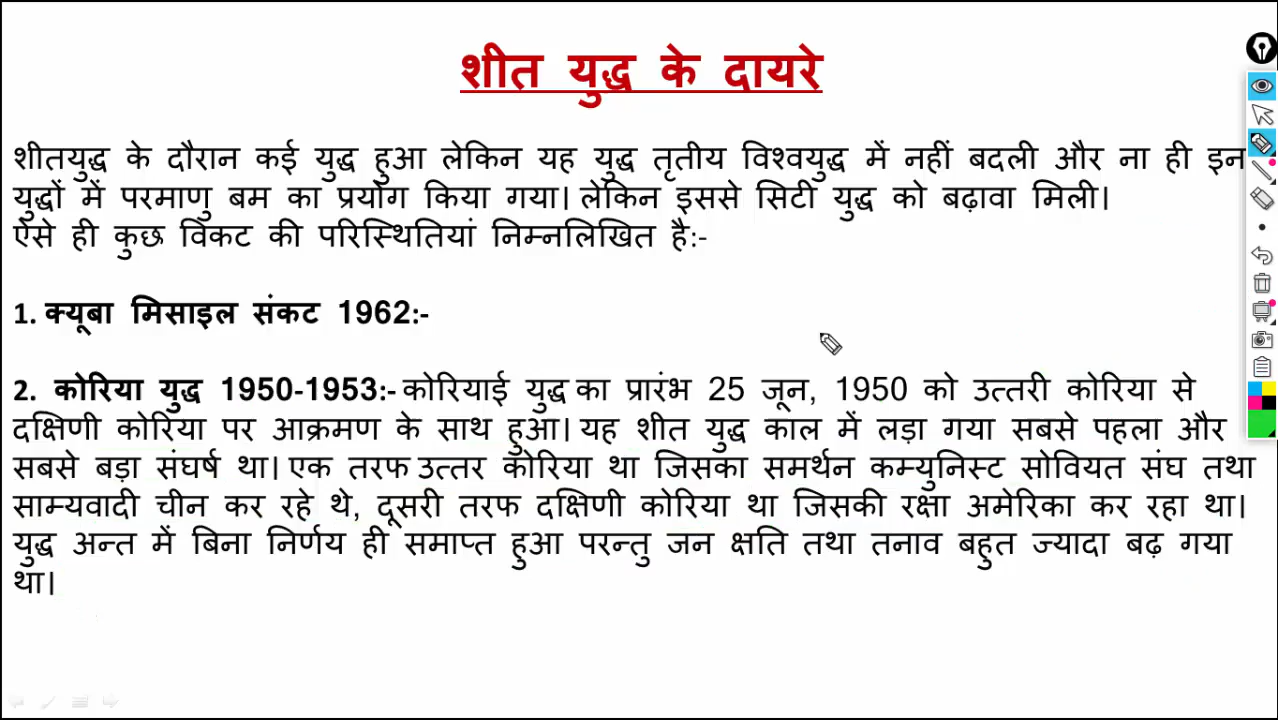 शीत युद्ध के दायरे
शीतयुद्ध के दौरान कई युद्ध हुआ लेकिन यह युद्ध तृतीय विश्वयुद्ध में नहीं बदली और ना ही इन
युद्धों में परमाणु बम का प्रयोग किया गया। लेकिन इससे सिटी युद्ध को बढ़ावा मिली।
ऐसे ही कुछ विकट की परिस्थितियां निम्नलिखित है:-
1. क्यूबा मिसाइल संकट 1962:-
2. कोरिया युद्ध 1950-1953:- कोरियाई युद्ध का प्रारंभ 25 जून, 1950 को उत्तरी कोरिया से
दक्षिणी कोरिया पर आक्रमण के साथ हुआ। यह शीत युद्ध काल में लड़ा गया सबसे पहला और
सबसे बड़ा संघर्ष था। एक तरफ उत्तर कोरिया था जिसका समर्थन कम्युनिस्ट सोवियत संघ तथा
साम्यवादी चीन कर रहे थे, दूसरी तरफ दक्षिणी कोरिया था जिसकी रक्षा अमेरिका कर रहा था।
युद्ध अन्त में बिना निर्णय ही समाप्त हुआ परन्तु जन क्षति तथा तनाव बहुत ज्यादा बढ़ गया
था।